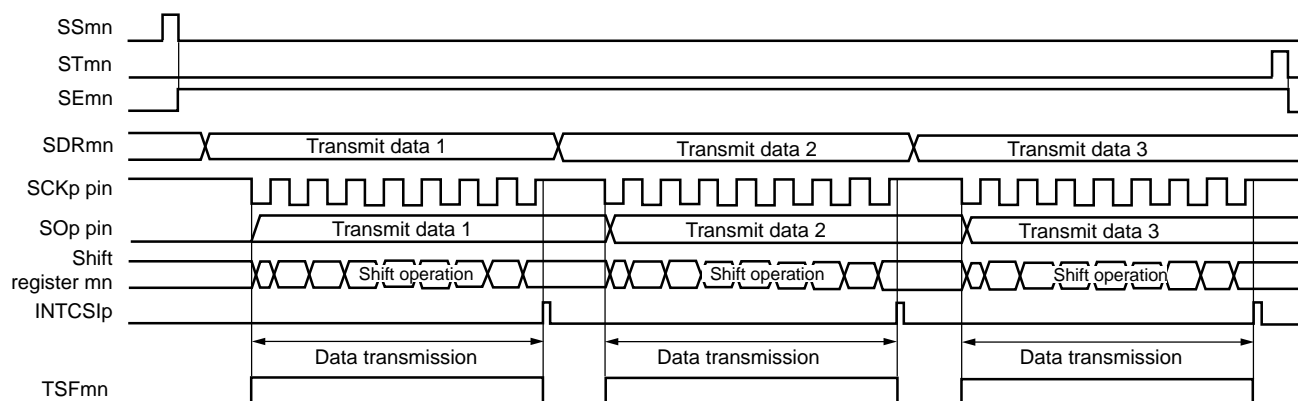 SSmn
STmn
SEmn
SDRmn Transmit data 1 Transmit data 2 Transmit data 3
SCKp pin
SOp pin Transmit data 1 Transmit data 2 Transmit data 3
Shift
register mn Shift operation Shift operation Shift operation
INTCSIp
Data transmission Data transmission Data transmission
TSFmn